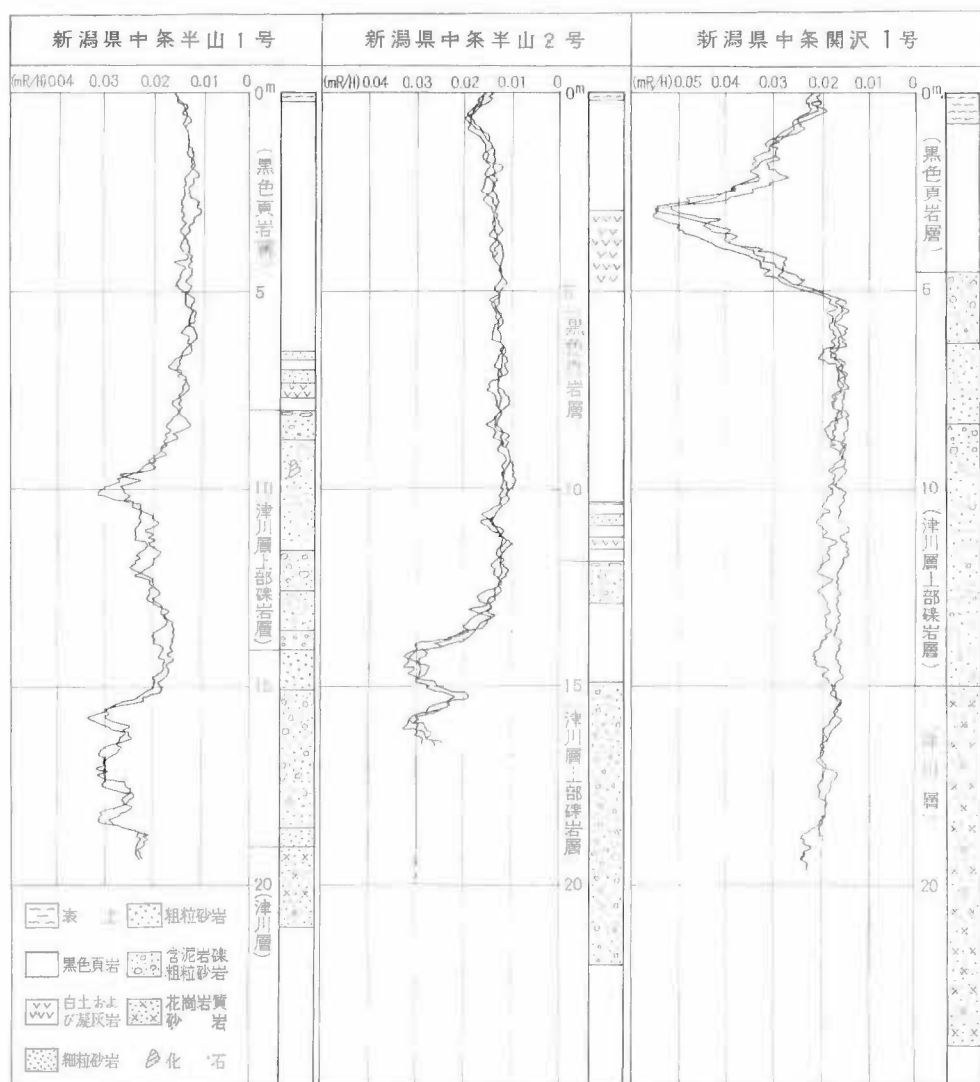 新潟県中条半山1号
新潟県中条半山2号
新潟県中条関沢1号
(mR/H) 0.04 0.03 0.02 0.01 0
(mR/H) 0.04 0.03 0.02 0.01 0m
(mR/H) 0.05 0.04 0.03 0.02 0.01 0m
(黒色頁岩
5
10
(津川層上部礫岩層)
15
20
(津川層)
黒色
岩層
10
15
津川層上部礫岩層
20
(黒色頁岩層)
5
10
(津川層上部礫岩層)
15
層
20
表
粗粒砂岩
黒色頁岩
含泥岩礫
粗粒砂岩
白土およ
び凝灰岩
花崗岩質
砂岩
細粒砂岩
化石